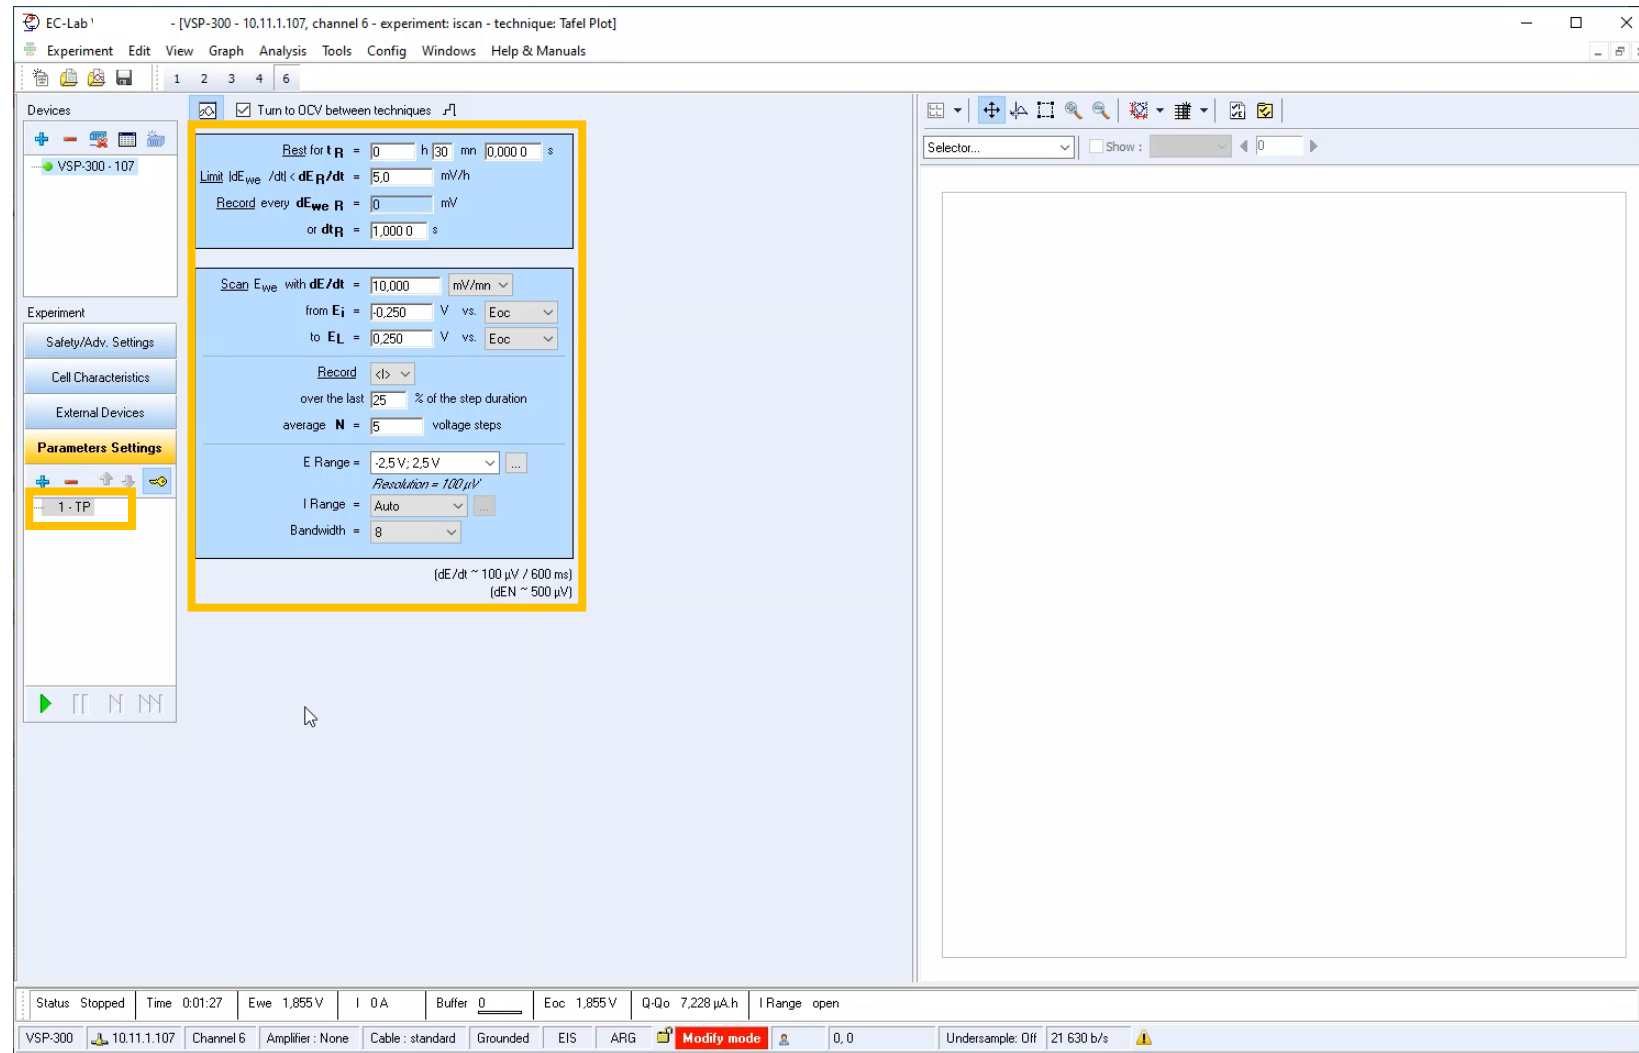 EC-Lab - [VSP-300 - 10.11.1.107, channel 6 - experiment: iscan - technique: Tafel Plot]
Experiment Edit View Graph Analysis Tools Config Windows Help & Manuals
1 2 3 4 6
Devices
VSP-300 - 107
Experiment
Safety/Adv. Settings
Cell Characteristics
External Devices
Parameters Settings
1 - TP
Turn to OCV between techniques
Rest for tR = 0 h 30 mn 0,000 0 s
Limit |dEwe /dt| < dER/dt = 5,0 mV/h
Record every dEwe R = 0 mV
or dtR = 1,000 0 s
Scan Ewe with dE/dt = 10,000 mV/mn
from Ei = -0,250 V vs. Eoc
to EL = 0,250 V vs. Eoc
Record <I>
over the last 25 % of the step duration
average N = 5 voltage steps
E Range = -2,5 V; 2,5 V ...
Resolution = 100 µV
I Range = Auto ...
Bandwidth = 8
(dE/dt ~ 100 µV / 600 ms)
(dEN ~ 500 µV)
Selector... Show : 0
Status Stopped Time 0:01:27 Ewe 1,855 V I 0 A Buffer 0 Eoc 1,855 V Q-Qo 7,228 µA.h I Range open
VSP-300 10.11.1.107 Channel 6 Amplifier : None Cable : standard Grounded EIS ARG Modify mode 0, 0 Undersample: Off 21 630 b/s